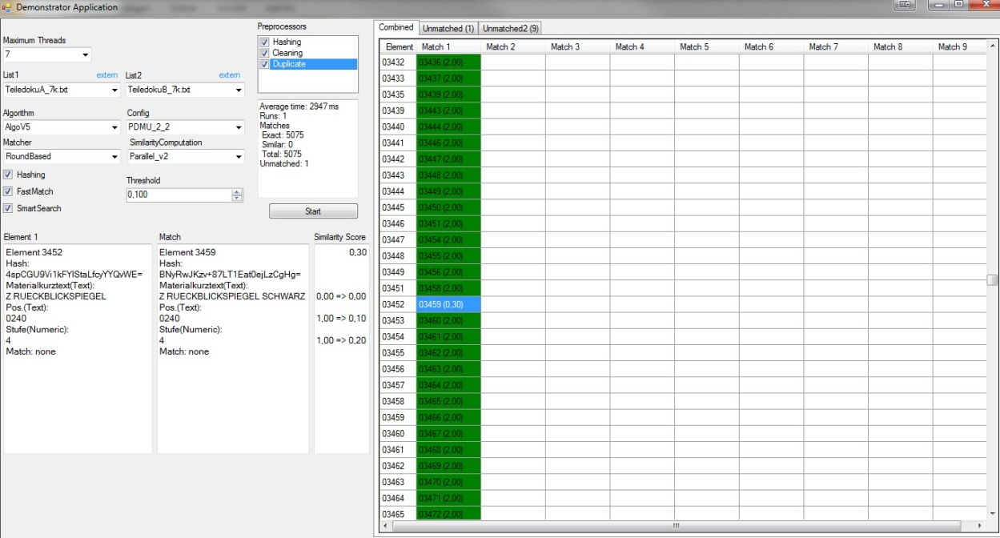 Demonstrator Application
Maximum Threads
7
List1 extern List2 extern
TeiledokuA_7k.txt TeiledokuB_7k.txt
Algorithm Config
AlgoV5 PDMU_2_2
Matcher SimilarityComputation
RoundBased Parallel_v2
Hashing
FastMatch
SmartSearch
Threshold
0,100
Preprocessors
Hashing
Cleaning
Duplicate
Average time: 2947 ms
Runs: 1
Matches
Exact: 5075
Similar: 0
Total: 5075
Unmatched: 1
Start
Element 1
Element 3452
Hash:
4spCGU9Vi1kFYIStaLfcyYYQvWE=
Materialkurztext(Text):
Z RUECKBLICKSPIEGEL
Pos.(Text):
0240
Stufe(Numeric):
4
Match: none
Match
Element 3459
Hash:
BNyRwJKzv+87LT1Eat0ejLzCgHg=
Materialkurztext(Text):
Z RUECKBLICKSPIEGEL SCHWARZ
Pos.(Text):
0240
Stufe(Numeric):
4
Match: none
Similarity Score
0,30
0,00 => 0,00
1,00 => 0,10
1,00 => 0,20
Combined Unmatched (1) Unmatched2 (9)
Element Match 1 Match 2 Match 3 Match 4 Match 5 Match 6 Match 7 Match 8 Match 9
03432 03436 (2,00)
03433 03437 (2,00)
03435 03439 (2,00)
03439 03443 (2,00)
03440 03444 (2,00)
03441 03446 (2,00)
03442 03447 (2,00)
03443 03448 (2,00)
03444 03449 (2,00)
03445 03450 (2,00)
03446 03451 (2,00)
03447 03454 (2,00)
03448 03455 (2,00)
03449 03456 (2,00)
03451 03458 (2,00)
03452 03459 (0,30)
03453 03460 (2,00)
03454 03461 (2,00)
03455 03462 (2,00)
03456 03463 (2,00)
03457 03464 (2,00)
03458 03465 (2,00)
03459 03466 (2,00)
03460 03467 (2,00)
03461 03468 (2,00)
03462 03469 (2,00)
03463 03470 (2,00)
03464 03471 (2,00)
03465 03472 (2,00)